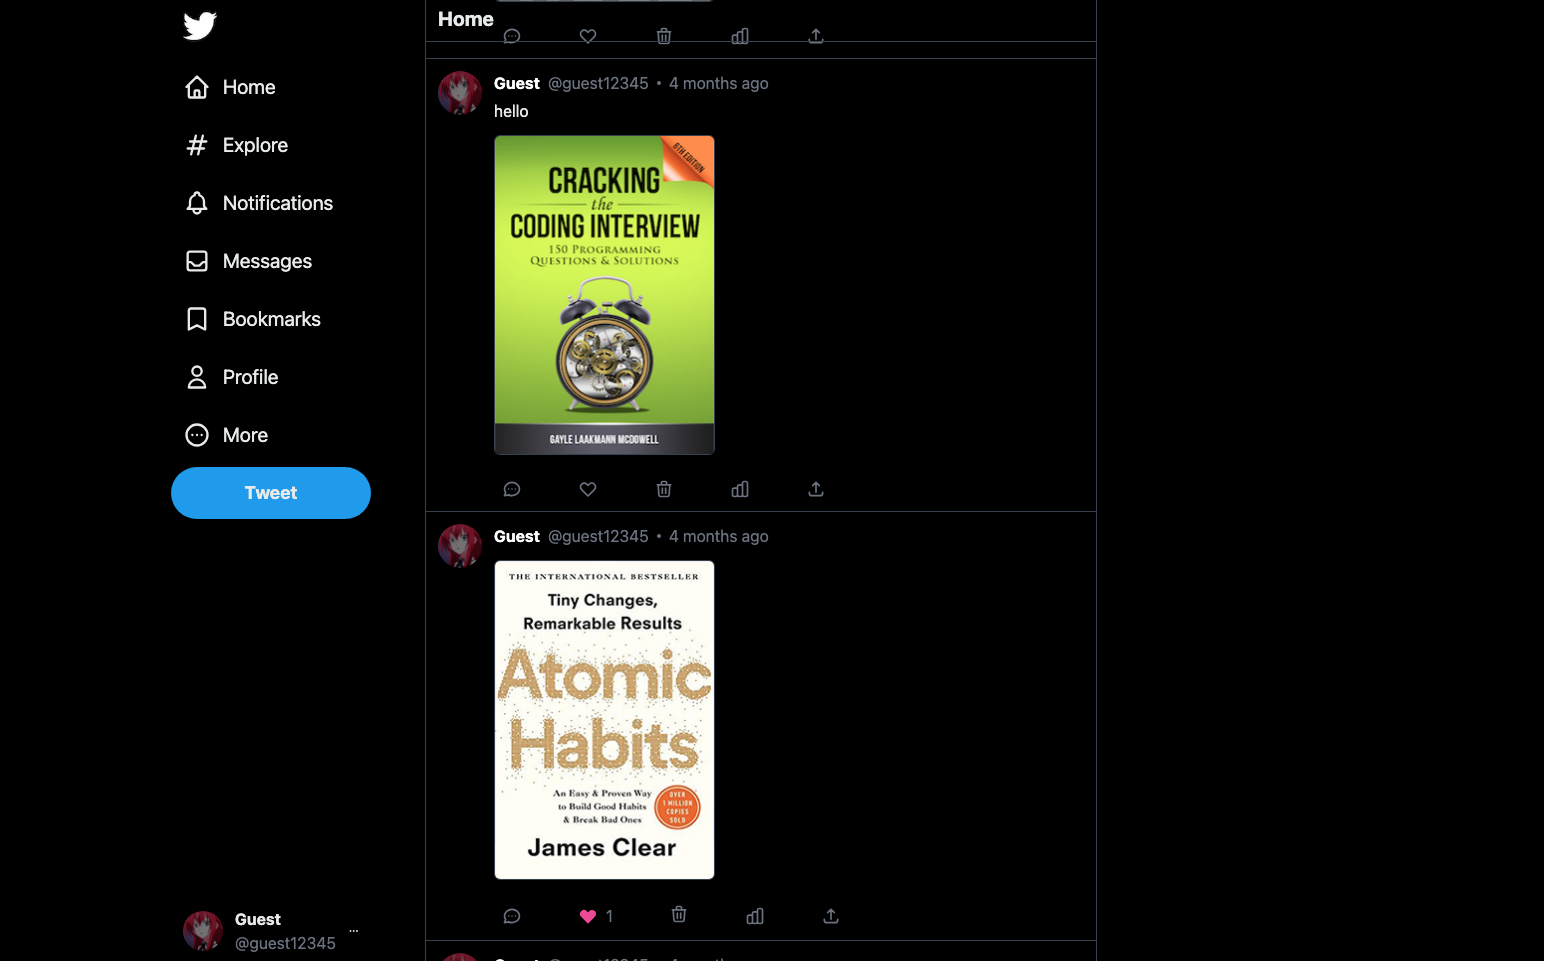 Home
Explore
Notifications
Messages
Bookmarks
Profile
More
Tweet
Guest
@guest12345
...
Home
Guest @guest12345 • 4 months ago
hello
6TH EDITION
CRACKING
the
CODING INTERVIEW
150 PROGRAMMING
QUESTIONS & SOLUTIONS
GAYLE LAAKMANN MCDOWELL
Guest @guest12345 • 4 months ago
THE INTERNATIONAL BESTSELLER
Tiny Changes,
Remarkable Results
Atomic
Habits
An Easy & Proven Way
to Build Good Habits
& Break Bad Ones
OVER
1 MILLION
COPIES
SOLD
James Clear
1